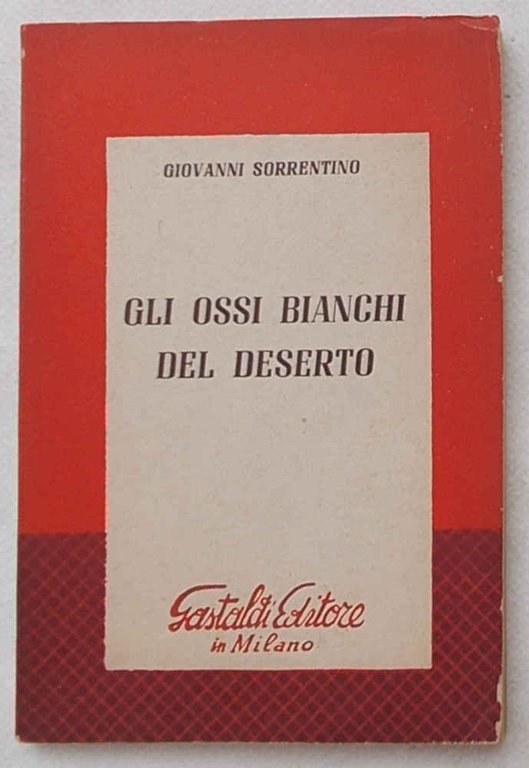 GIOVANNI SORRENTINO
GLI OSSI BIANCHI
DEL DESERTO
Gastaldi Editore
in Milano